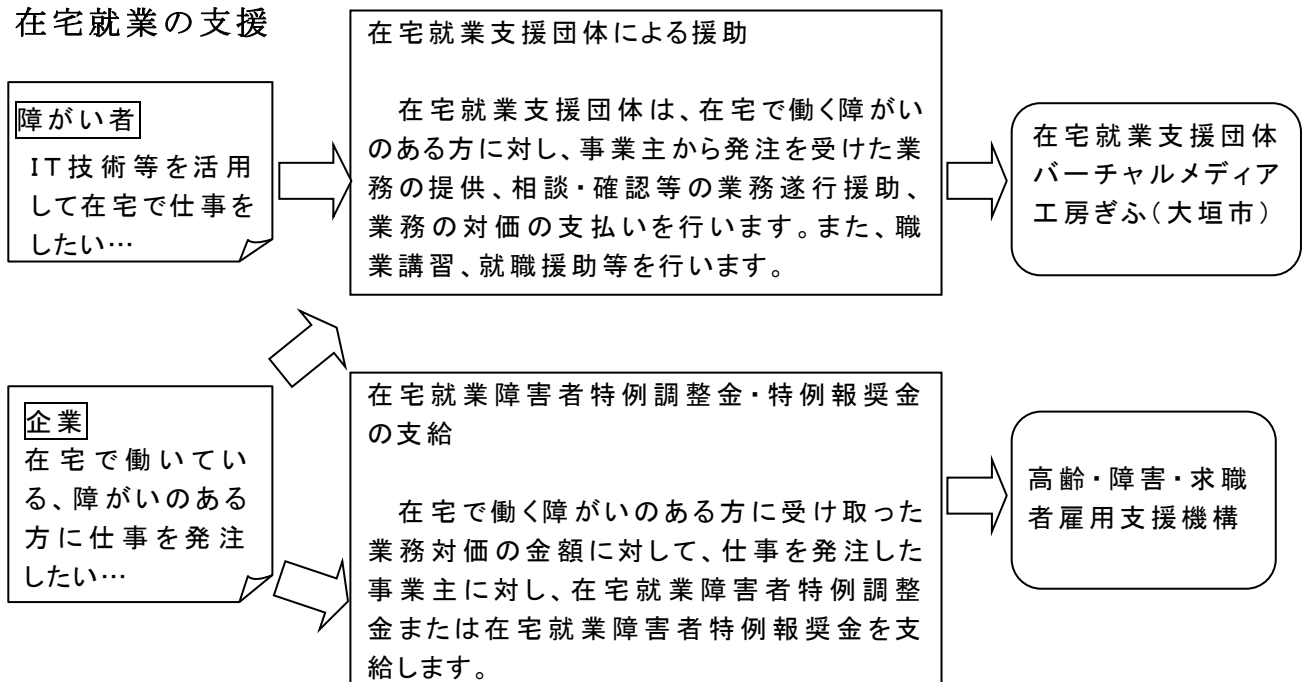 在宅就業の支援
障がい者
IT技術等を活用
して在宅で仕事を
したい…
在宅就業支援団体による援助
在宅就業支援団体は、在宅で働く障がい
のある方に対し、事業主から発注を受けた業
務の提供、相談・確認等の業務遂行援助、
業務の対価の支払いを行います。また、職
業講習、就職援助等を行います。
在宅就業支援団体
バーチャルメディア
工房ぎふ(大垣市)
企業
在宅で働いてい
る、障がいのある
方に仕事を発注
したい…
在宅就業障害者特例調整金・特例報奨金
の支給
在宅で働く障がいのある方に受け取った
業務対価の金額に対して、仕事を発注した
事業主に対し、在宅就業障害者特例調整
金または在宅就業障害者特例報奨金を支
給します。
高齢・障害・求職
者雇用支援機構